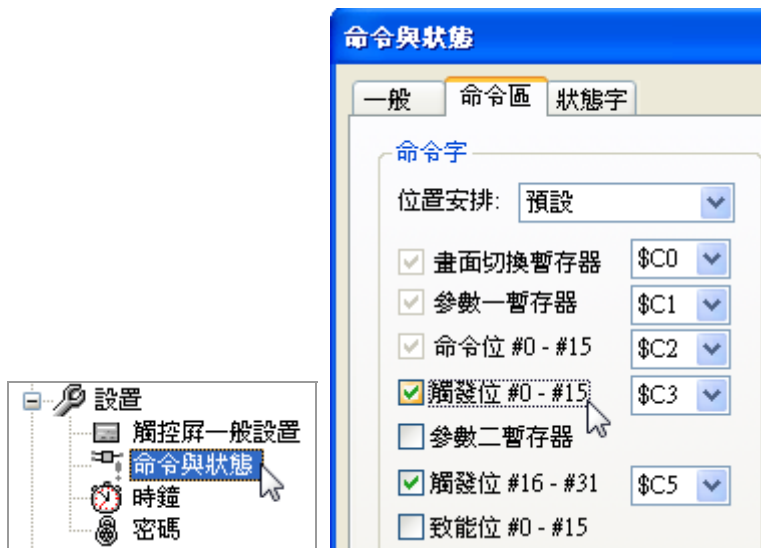 設置
觸控屏一般設置
命令與狀態
時鐘
密碼
命令與狀態
一般 命令區 狀態字
命令字
位置安排: 預設
畫面切換暫存器 $C0
參數一暫存器 $C1
命令位 #0 - #15 $C2
觸發位 #0 - #15 $C3
參數二暫存器
觸發位 #16 - #31 $C5
致能位 #0 - #15